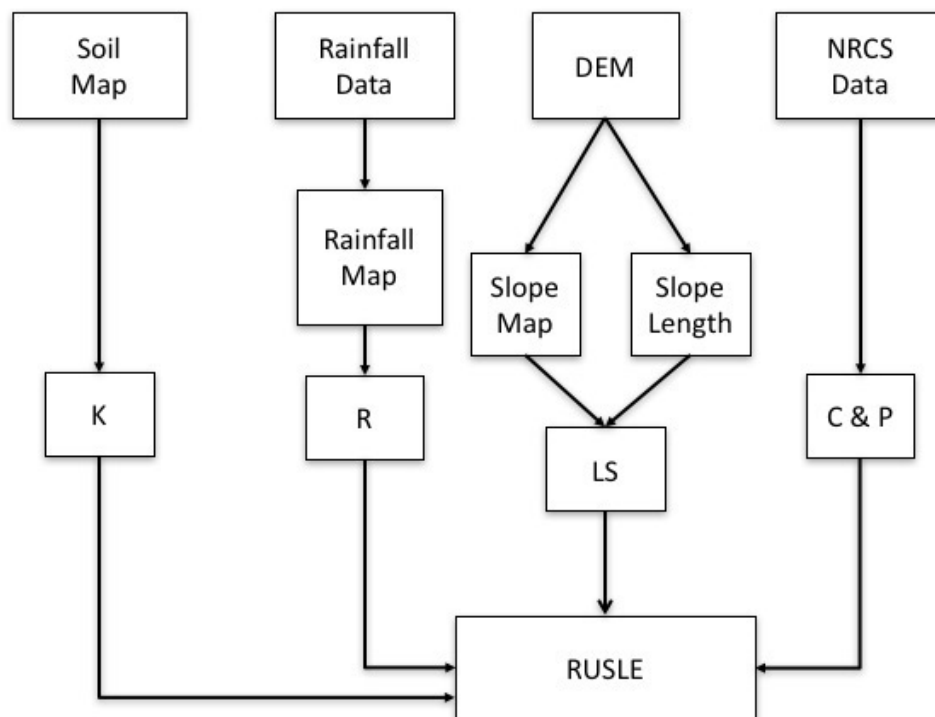 Soil
Map
Rainfall
Data
DEM
NRCS
Data
Rainfall
Map
Slope
Map
Slope
Length
K
R
C & P
LS
RUSLE